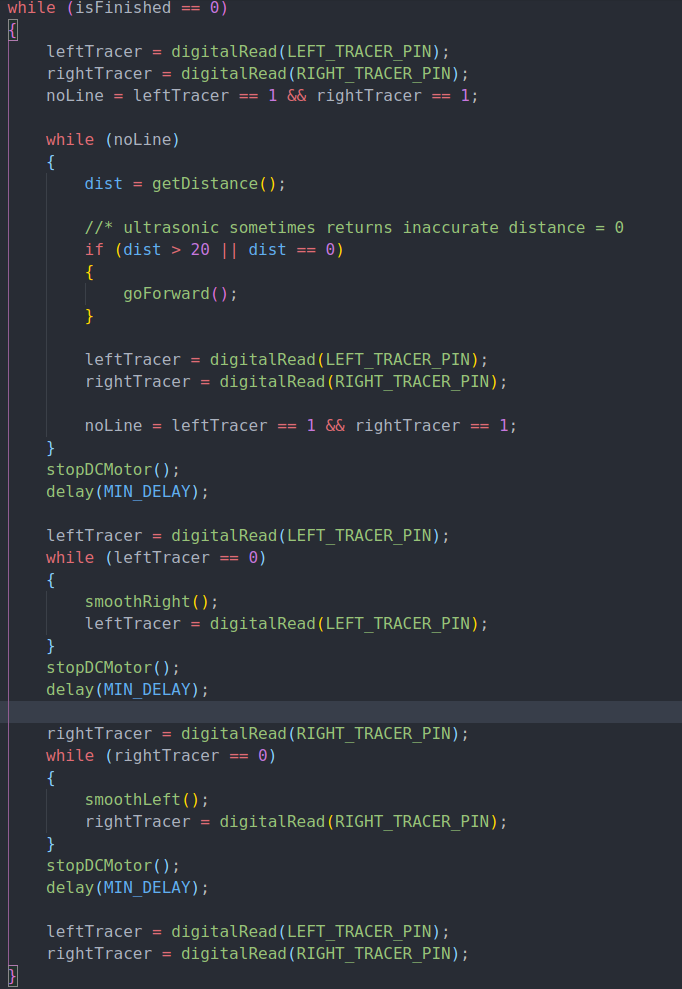 while (isFinished == 0)
{
leftTracer = digitalRead(LEFT_TRACER_PIN);
rightTracer = digitalRead(RIGHT_TRACER_PIN);
noLine = leftTracer == 1 && rightTracer == 1;
while (noLine)
{
dist = getDistance();
//* ultrasonic sometimes returns inaccurate distance = 0
if (dist > 20 || dist == 0)
{
goForward();
}
leftTracer = digitalRead(LEFT_TRACER_PIN);
rightTracer = digitalRead(RIGHT_TRACER_PIN);
noLine = leftTracer == 1 && rightTracer == 1;
}
stopDCMotor();
delay(MIN_DELAY);
leftTracer = digitalRead(LEFT_TRACER_PIN);
while (leftTracer == 0)
{
smoothRight();
leftTracer = digitalRead(LEFT_TRACER_PIN);
}
stopDCMotor();
delay(MIN_DELAY);
rightTracer = digitalRead(RIGHT_TRACER_PIN);
while (rightTracer == 0)
{
smoothLeft();
rightTracer = digitalRead(RIGHT_TRACER_PIN);
}
stopDCMotor();
delay(MIN_DELAY);
leftTracer = digitalRead(LEFT_TRACER_PIN);
rightTracer = digitalRead(RIGHT_TRACER_PIN);
}